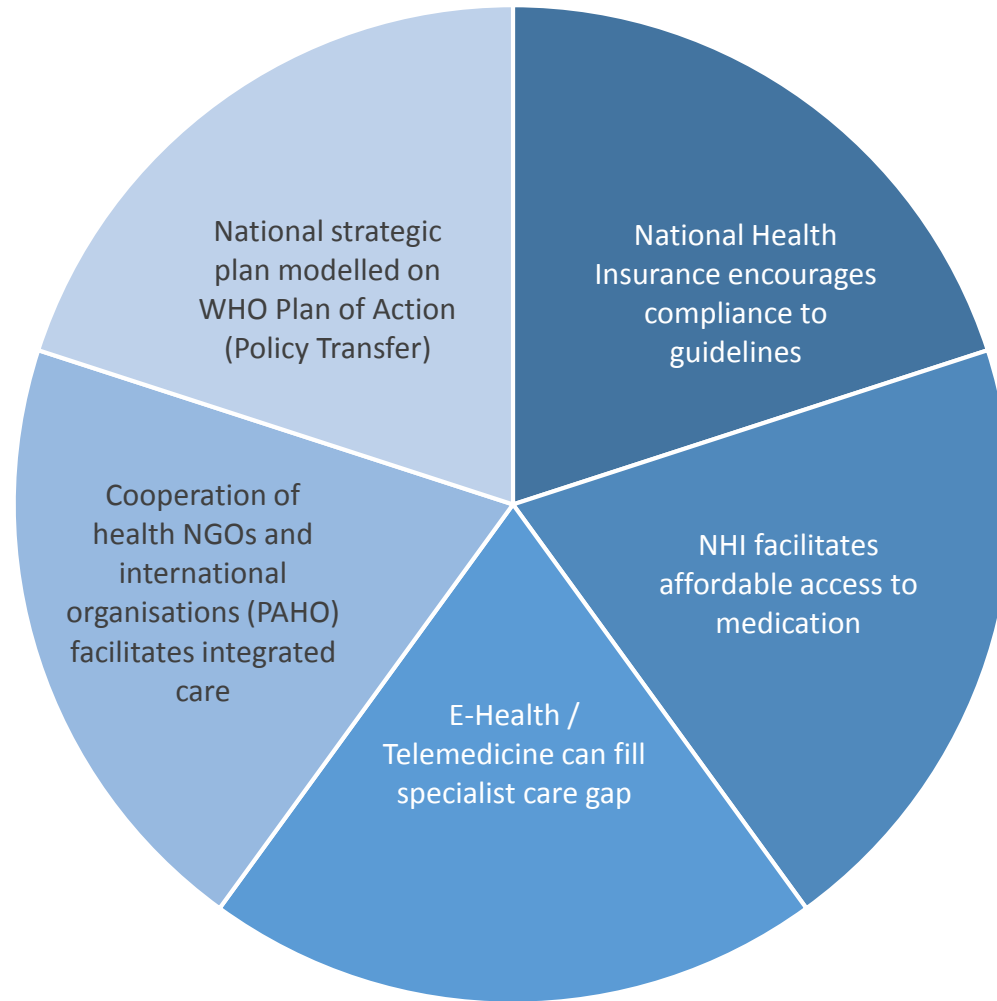 National Health
Insurance encourages
compliance to
guidelines
NHI facilitates
affordable access to
medication
E-Health /
Telemedicine can fill
specialist care gap
Cooperation of
health NGOs and
international
organisations (PAHO)
facilitates integrated
care
National strategic
plan modelled on
WHO Plan of Action
(Policy Transfer)